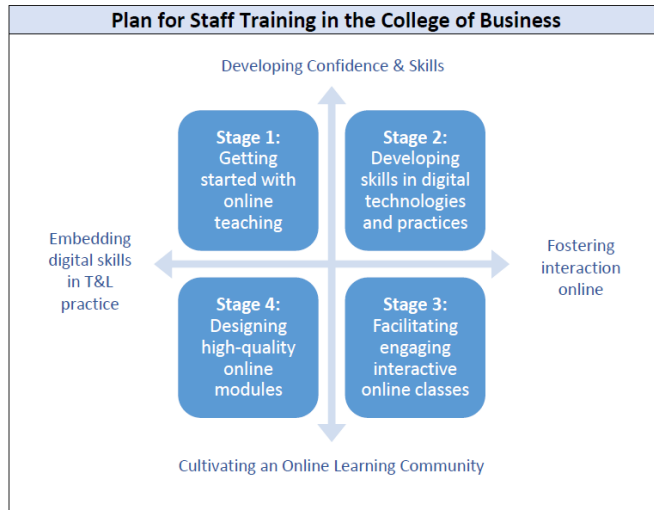 Plan for Staff Training in the College of Business
Developing Confidence & Skills
Stage 1:
Getting
started with
online
teaching
Stage 2:
Developing
skills in digital
technologies
and practices
Embedding
digital skills
in T&L
practice
Fostering
interaction
online
Stage 4:
Designing
high-quality
online
modules
Stage 3:
Facilitating
engaging
interactive
online classes
Cultivating an Online Learning Community